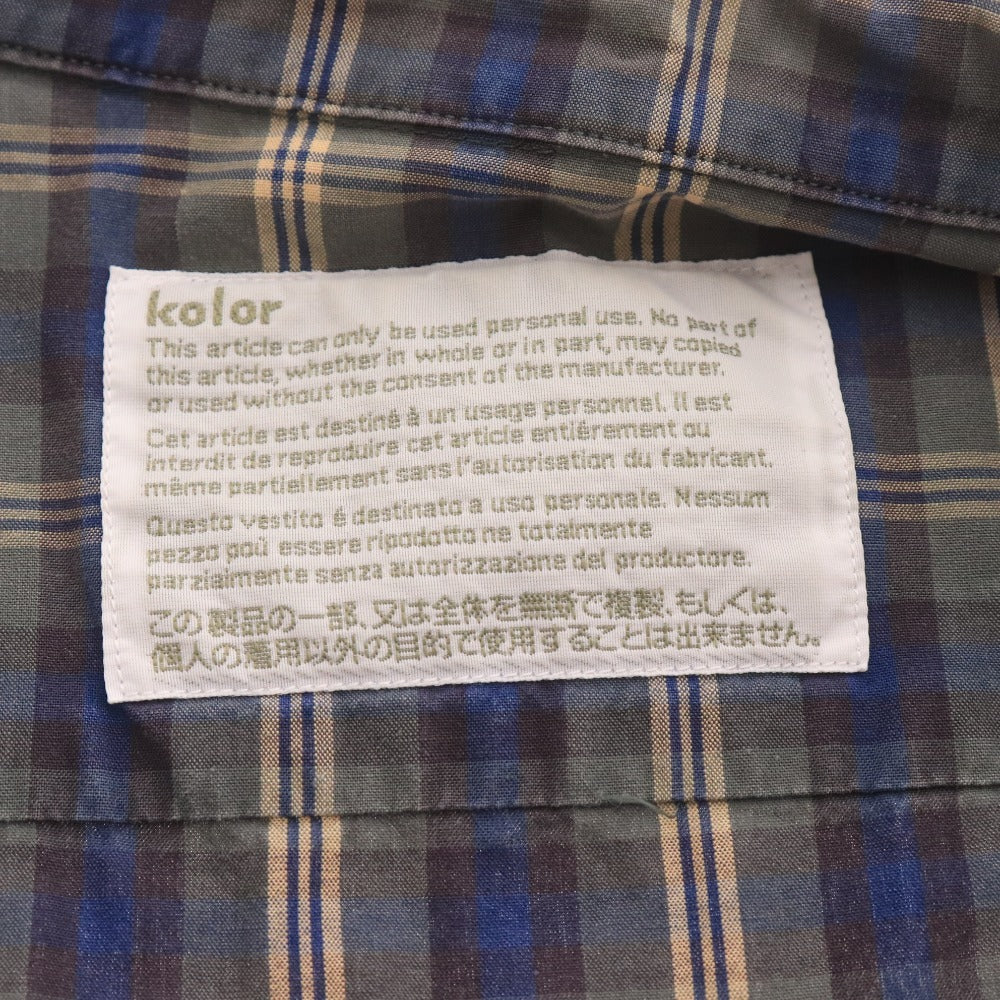 kolor
This article can only be used personal use. No part of
this article, whether in whole or in part, may copied
or used without the consent of the manufacturer.
Cet article est destiné à un usage personnel. Il est
interdit de reproduire cet article entiérement ou
même partiellement sans l'autorisation du fabricant.
Questo vestito é destinato a uso personale. Nessum
pezzo poù essere ripodotto ne totalmente
parzialmente senza autorizzazione del productore.
この製品の一部、又は全体を無断で複製、もしくは、
個人の着用以外の目的で使用することは出来ません。